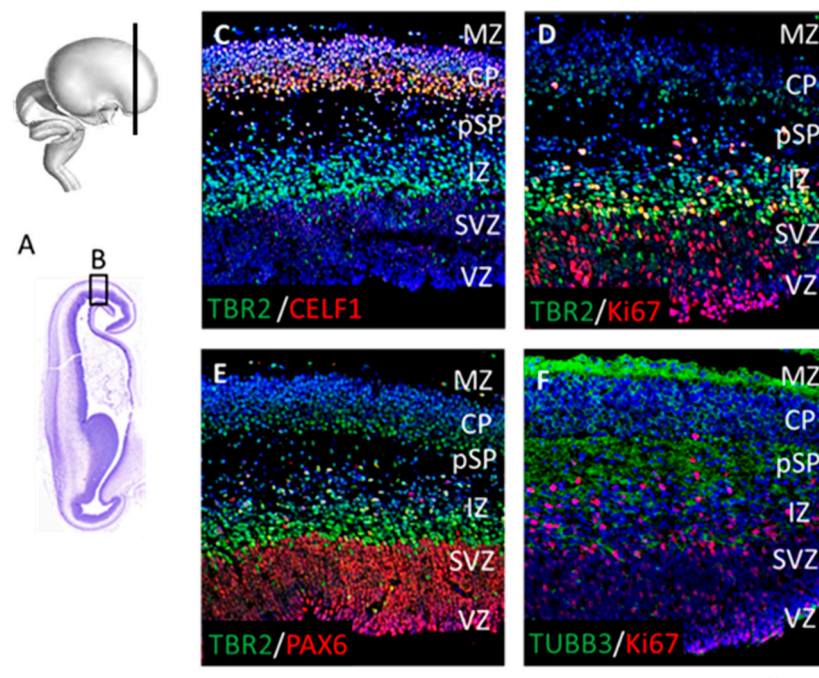 A
B
C
MZ
CP
pSP
IZ
SVZ
VZ
TBR2/CELF1
D
MZ
CP
pSP
IZ
SVZ
VZ
TBR2/Ki67
E
MZ
CP
pSP
IZ
SVZ
VZ
TBR2/PAX6
F
MZ
CP
pSP
IZ
SVZ
VZ
TUBB3/Ki67